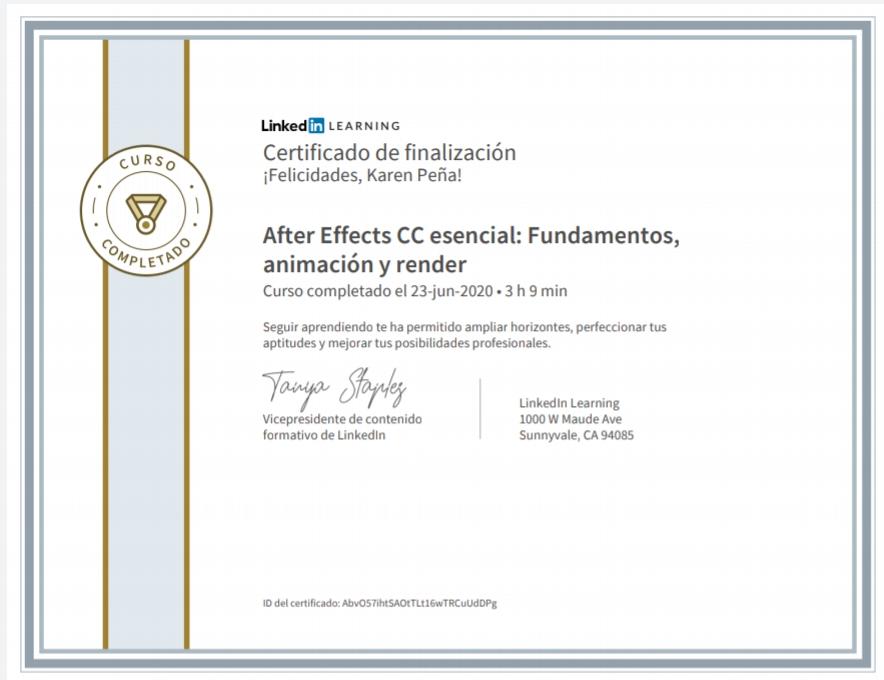 CURSO
COMPLETADO
Linkedin LEARNING
Certificado de finalización
¡Felicidades, Karen Peña!
After Effects CC esencial: Fundamentos,
animación y render
Curso completado el 23-jun-2020 • 3 h 9 min
Seguir aprendiendo te ha permitido ampliar horizontes, perfeccionar tus
aptitudes y mejorar tus posibilidades profesionales.
Tanya Staples
Vicepresidente de contenido
formativo de LinkedIn
LinkedIn Learning
1000 W Maude Ave
Sunnyvale, CA 94085
ID del certificado: AbvO57ihtSAOtTLt16wTRCuUdDPg